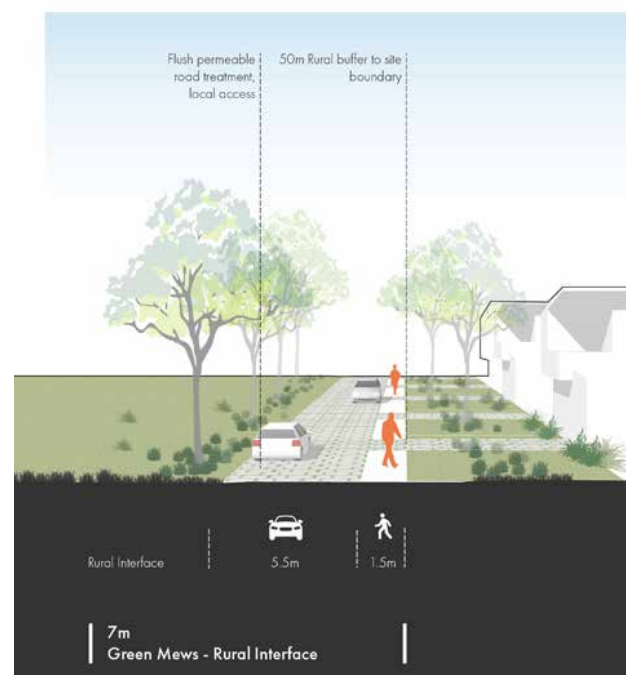 Flush permeable
road treatment,
local access
50m Rural buffer to site
boundary
Rural Interface
5.5m
1.5m
7m
Green Mews - Rural Interface